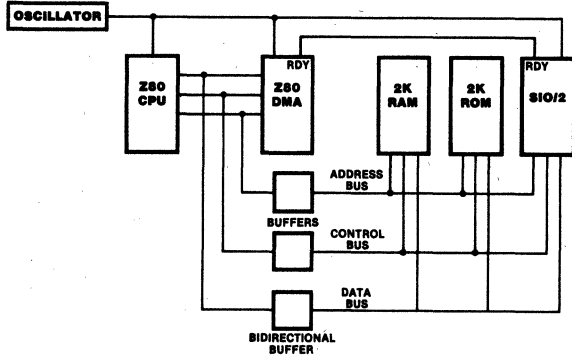 OSCILLATOR
Z80
CPU
RDY
Z80
DMA
2K
RAM
2K
ROM
RDY
SIO/2
ADDRESS
BUS
BUFFERS
CONTROL
BUS
DATA
BUS
BIDIRECTIONAL
BUFFER